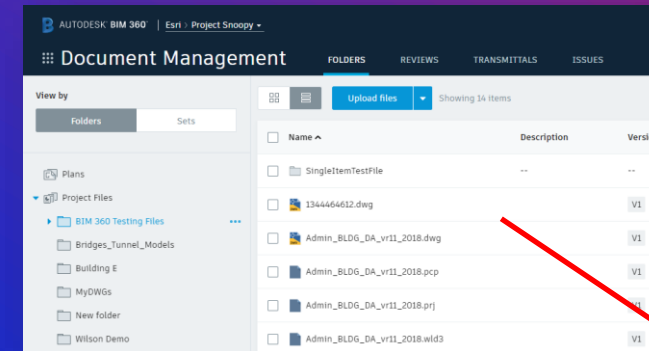 AUTODESK® BIM 360° | Esri > Project Snoopy
Document Management FOLDERS REVIEWS TRANSMITTALS ISSUES
View by
Folders Sets
Upload files Showing 14 items
Name Description Versi
Plans
Project Files
BIM 360 Testing Files
Bridges_Tunnel_Models
Building E
MyDWGs
New folder
Wilson Demo
SingleItemTestFile -- --
1344464612.dwg V1
Admin_BLDG_DA_vr11_2018.dwg V1
Admin_BLDG_DA_vr11_2018.pcp V1
Admin_BLDG_DA_vr11_2018.prj V1
Admin_BLDG_DA_vr11_2018.wld3 V1